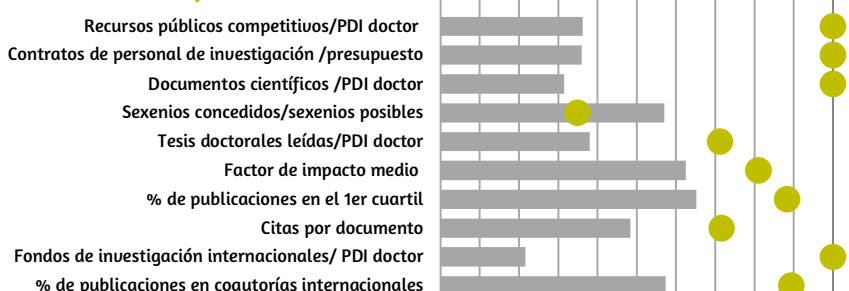 Recursos públicos competitivos/PDI doctor
Contratos de personal de investigación /presupuesto
Documentos científicos /PDI doctor
Sexenios concedidos/sexenios posibles
Tesis doctorales leídas/PDI doctor
Factor de impacto medio
% de publicaciones en el 1er cuartil
Citas por documento
Fondos de investigación internacionales/ PDI doctor
% de publicaciones en coautorías internacionales